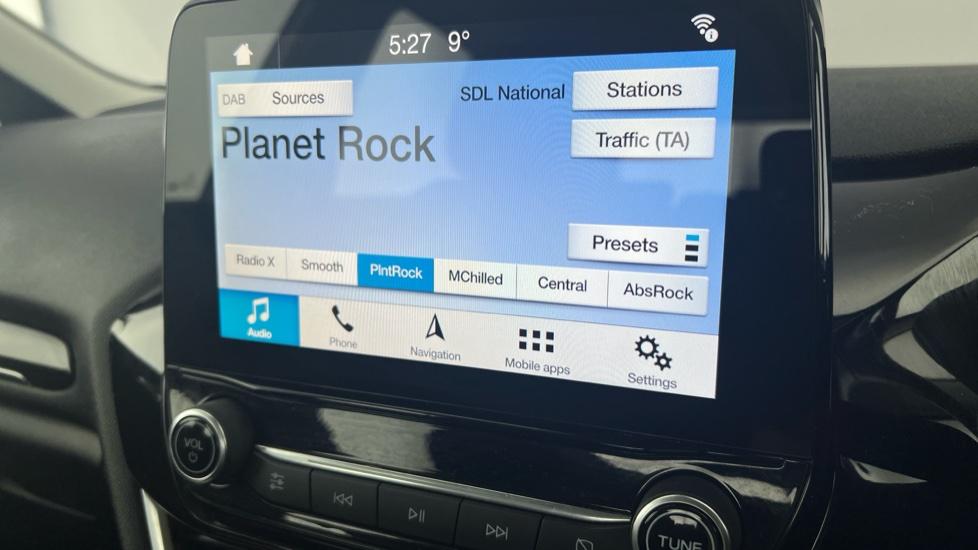 5:27 9°
DAB Sources
SDL National
Stations
Planet Rock
Traffic (TA)
Presets
Radio X
Smooth
PlntRock
MChilled
Central
AbsRock
Audio
Phone
Navigation
Mobile apps
Settings
VOL
TUNE